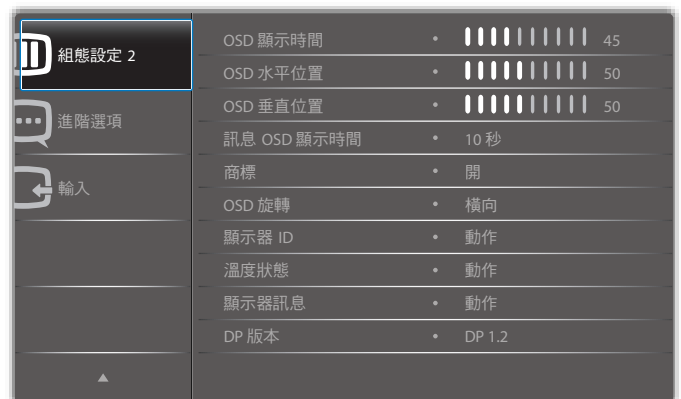 組態設定 2
進階選項
輸入
OSD 顯示時間 • 45
OSD 水平位置 • 50
OSD 垂直位置 • 50
訊息 OSD 顯示時間 • 10 秒
商標 • 開
OSD 旋轉 • 橫向
顯示器 ID • 動作
溫度狀態 • 動作
顯示器訊息 • 動作
DP 版本 • DP 1.2